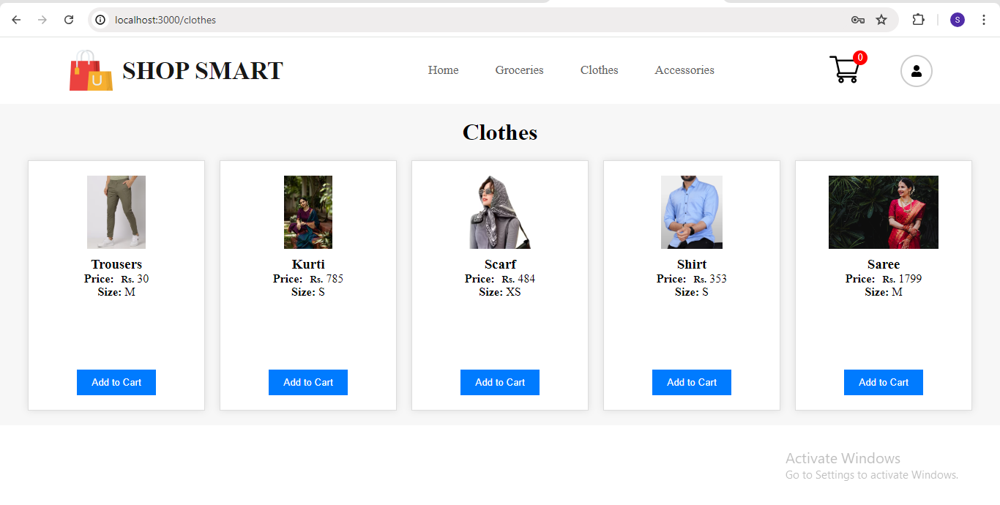 localhost:3000/clothes
S
U
SHOP SMART
Home
Groceries
Clothes
Accessories
0
Clothes
Trousers
Price: Rs. 30
Size: M
Add to Cart
Kurti
Price: Rs. 785
Size: S
Add to Cart
Scarf
Price: Rs. 484
Size: XS
Add to Cart
Shirt
Price: Rs. 353
Size: S
Add to Cart
Saree
Price: Rs. 1799
Size: M
Add to Cart
Activate Windows
Go to Settings to activate Windows.